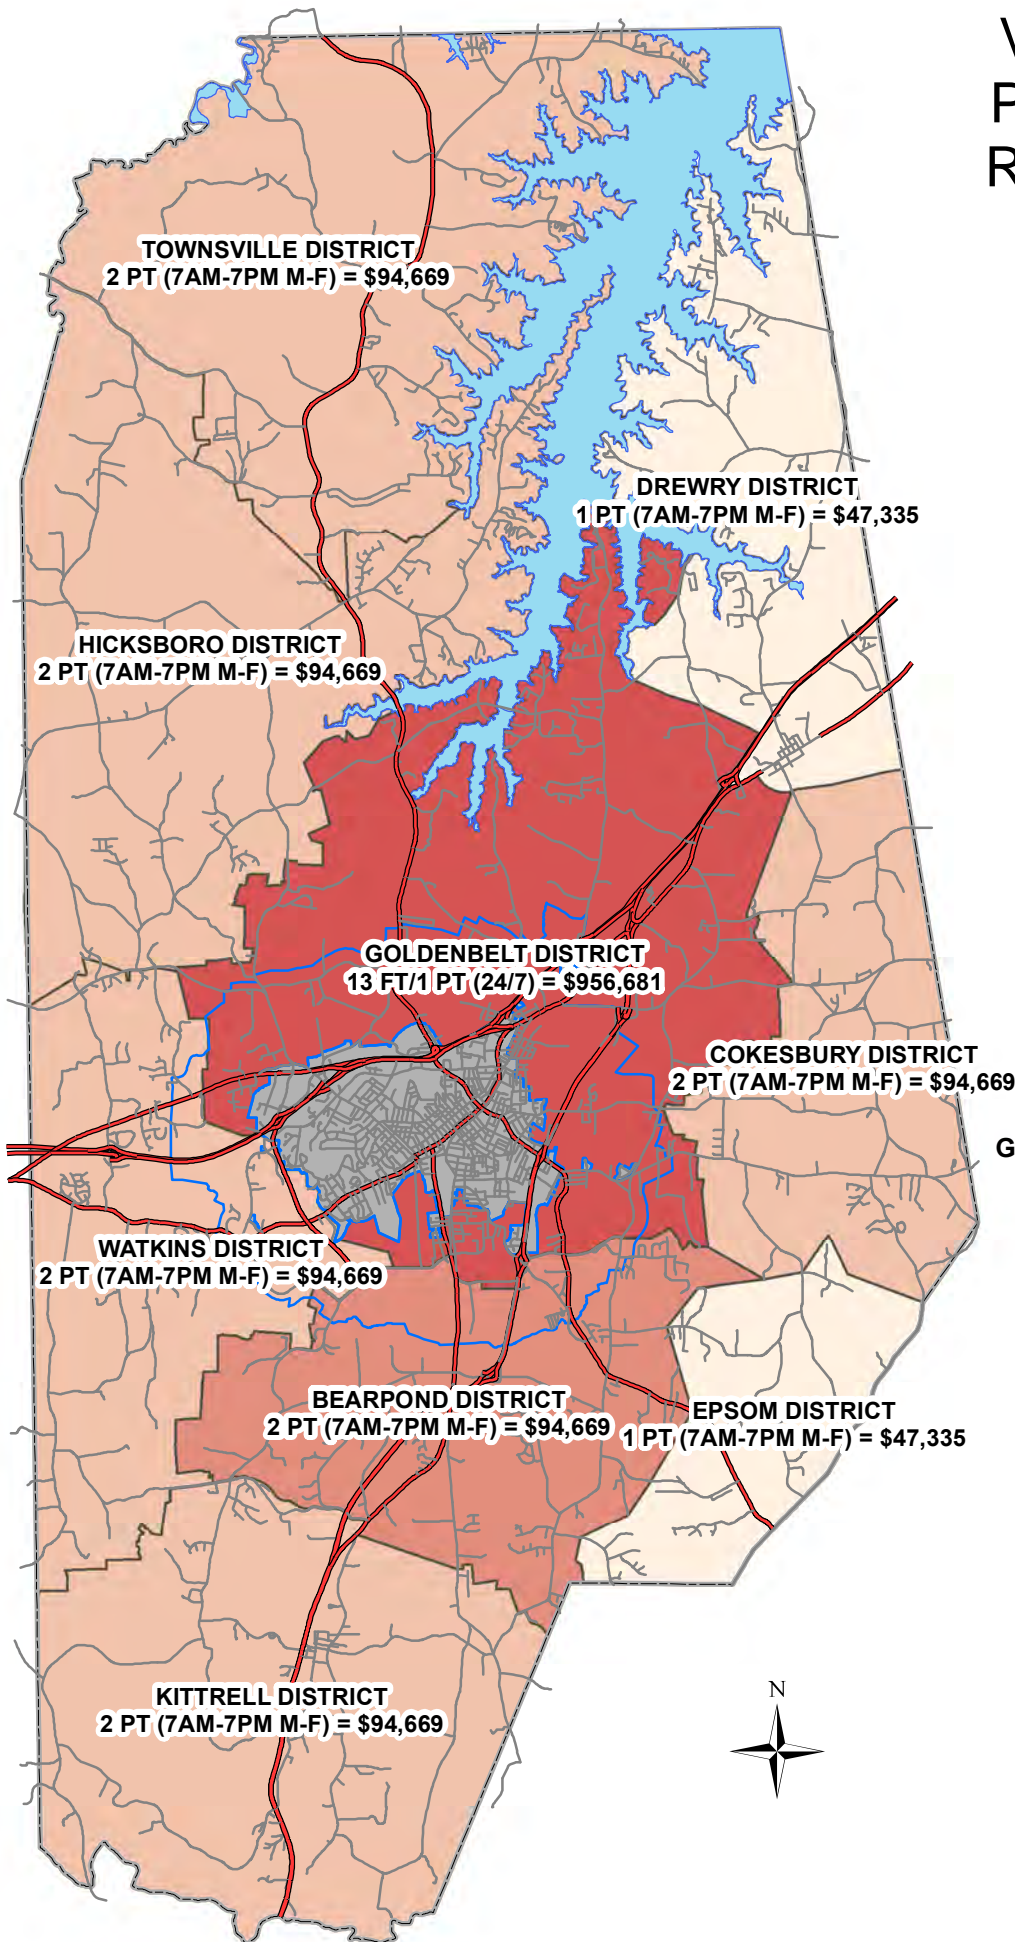 V
P
R
TOWNSVILLE DISTRICT
2 PT (7AM-7PM M-F) = $94,669
DREWRY DISTRICT
1 PT (7AM-7PM M-F) = $47,335
HICKSBORO DISTRICT
2 PT (7AM-7PM M-F) = $94,669
GOLDENBELT DISTRICT
13 FT/1 PT (24/7) = $956,681
COKESBURY DISTRICT
2 PT (7AM-7PM M-F) = $94,669
G
WATKINS DISTRICT
2 PT (7AM-7PM M-F) = $94,669
BEARPOND DISTRICT
2 PT (7AM-7PM M-F) = $94,669
EPSOM DISTRICT
1 PT (7AM-7PM M-F) = $47,335
KITTRELL DISTRICT
2 PT (7AM-7PM M-F) = $94,669
N